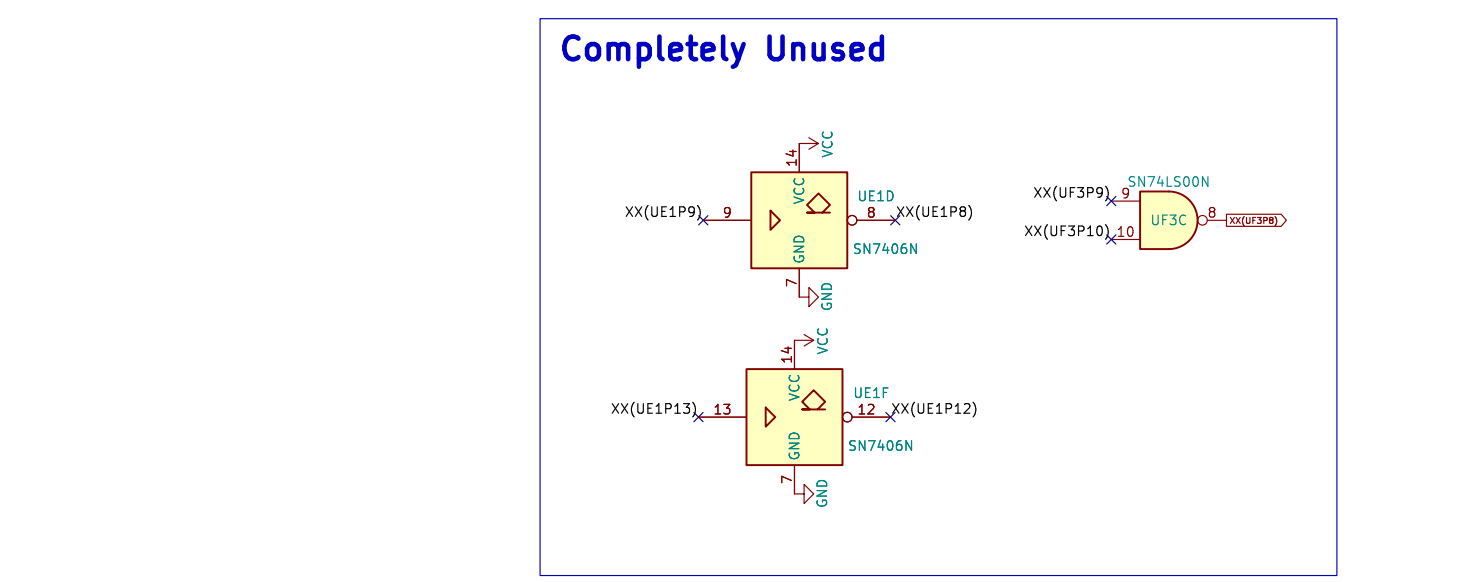 Completely Unused
VCC
14
VCC
UE1D
XX(UE1P9)
9
8
XX(UE1P8)
GND
SN7406N
7
GND
SN74LS00N
XX(UF3P9)
9
UF3C
8
XX(UF3P8)
XX(UF3P10)
10
VCC
14
VCC
UE1F
XX(UE1P13)
13
12
XX(UE1P12)
GND
SN7406N
7
GND